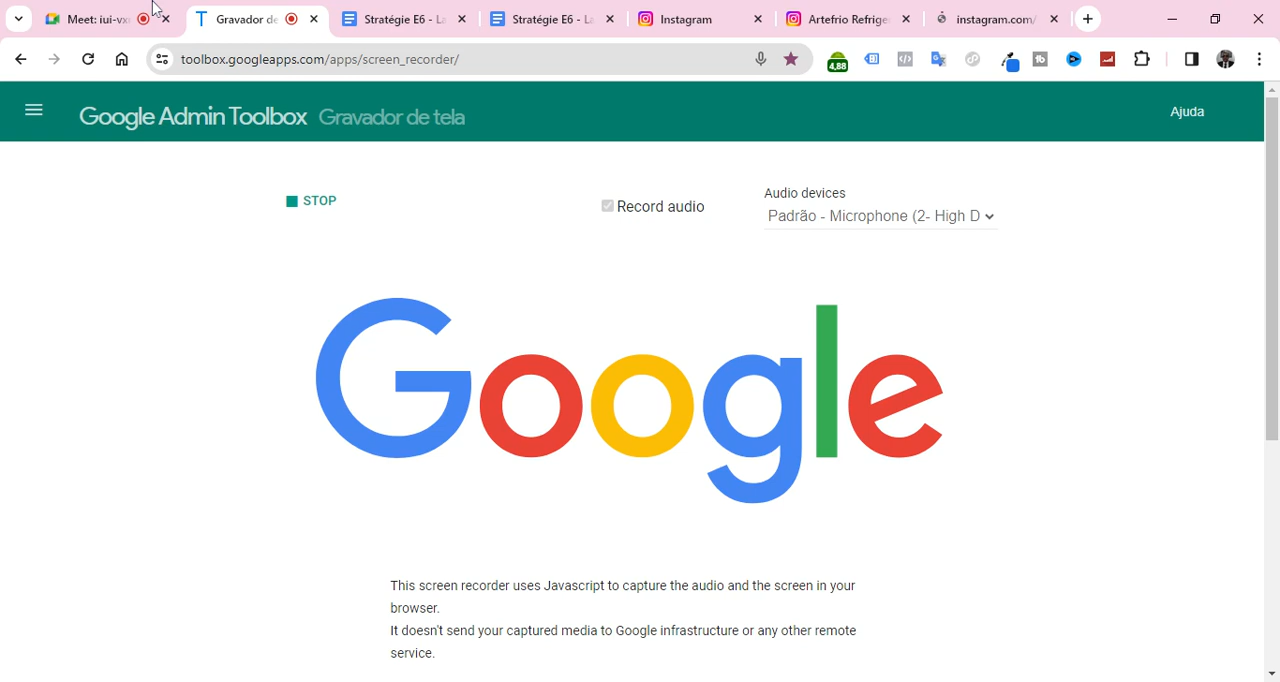 Meet: iui-vx
Gravador de
Stratégie E6 - La
Stratégie E6 - La
Instagram
Artefrio Refrige
instagram.com/
toolbox.googleapps.com/apps/screen_recorder/
4,88
Google Admin Toolbox Gravador de tela
Ajuda
STOP
Record audio
Audio devices
Padrão - Microphone (2- High D
Google
This screen recorder uses Javascript to capture the audio and the screen in your
browser.
It doesn't send your captured media to Google infrastructure or any other remote
service.